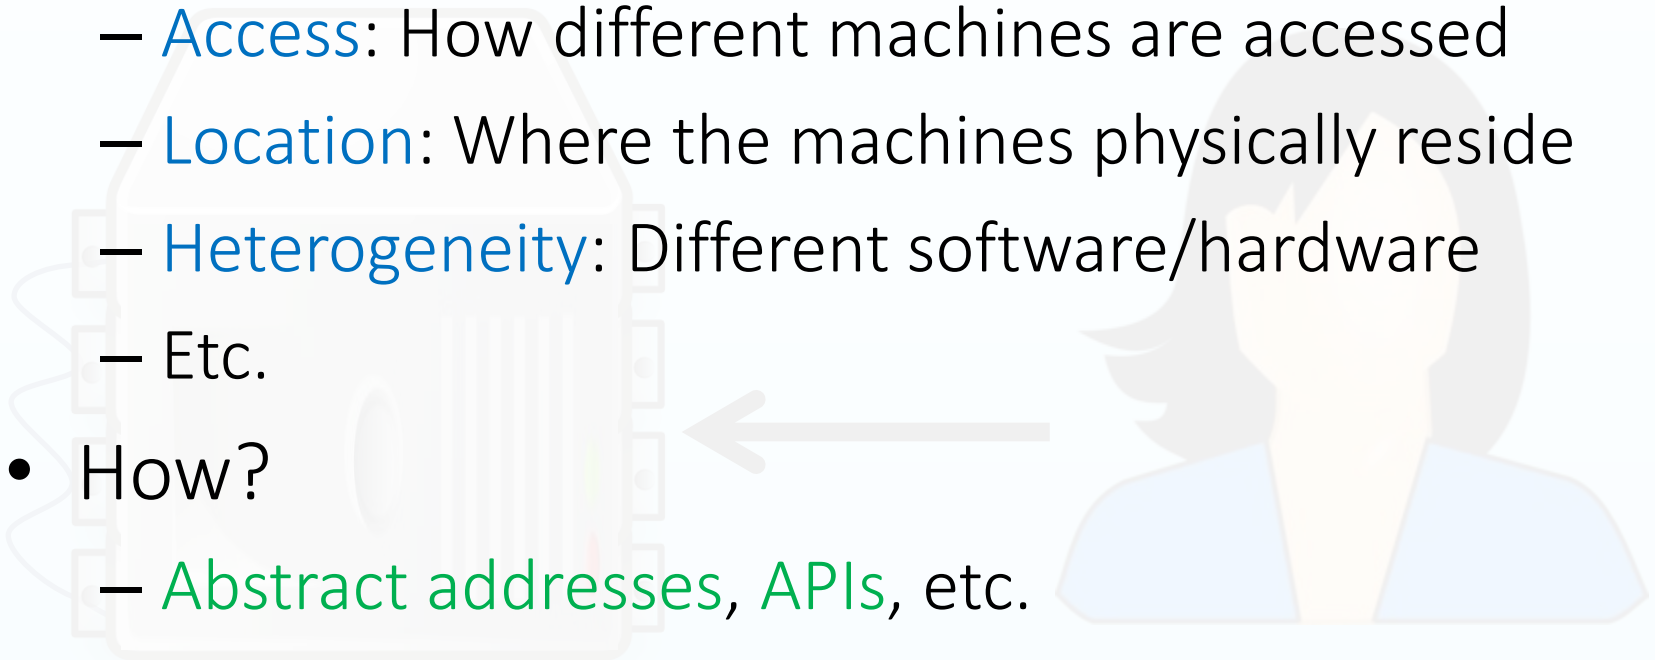 – Access: How different machines are accessed
– Location: Where the machines physically reside
– Heterogeneity: Different software/hardware
– Etc.
• How?
– Abstract addresses, APIs, etc.